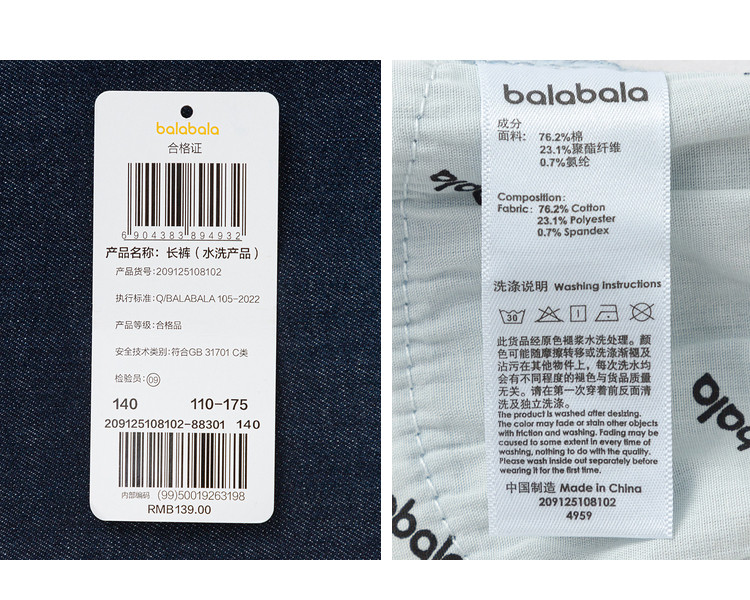 balabala
合格证
6 904383 894932
产品名称: 长裤 (水洗产品)
产品货号:209125108102
执行标准:Q/BALABALA 105-2022
产品等级:合格品
安全技术类别:符合GB 31701 C类
检验员: 09
140 110-175
209125108102-88301 140
内部编码 (99)50019263198
RMB139.00
balabala
成分
面料: 76.2%棉
23.1%聚酯纤维
0.7%氨纶
Composition:
Fabric: 76.2% Cotton
23.1% Polyester
0.7% Spandex
洗涤说明 Washing Instructions
30
此货品经原色褪浆水洗处理。颜
色可能随摩擦转移或洗涤渐褪及
沾污在其他物件上，每次洗水均
会有不同程度的褪色与货品质量
无关。请在第一次穿着前反面清
洗及独立洗涤。
The product is washed after desizing.
The color may fade or stain other objects
with friction and washing. Fading may be
caused to some extent in every time of
washing, nothing to do with the quality.
Please wash inside out separately before
wearing it for the first time.
中国制造 Made in China
209125108102
4959
bala
balabal